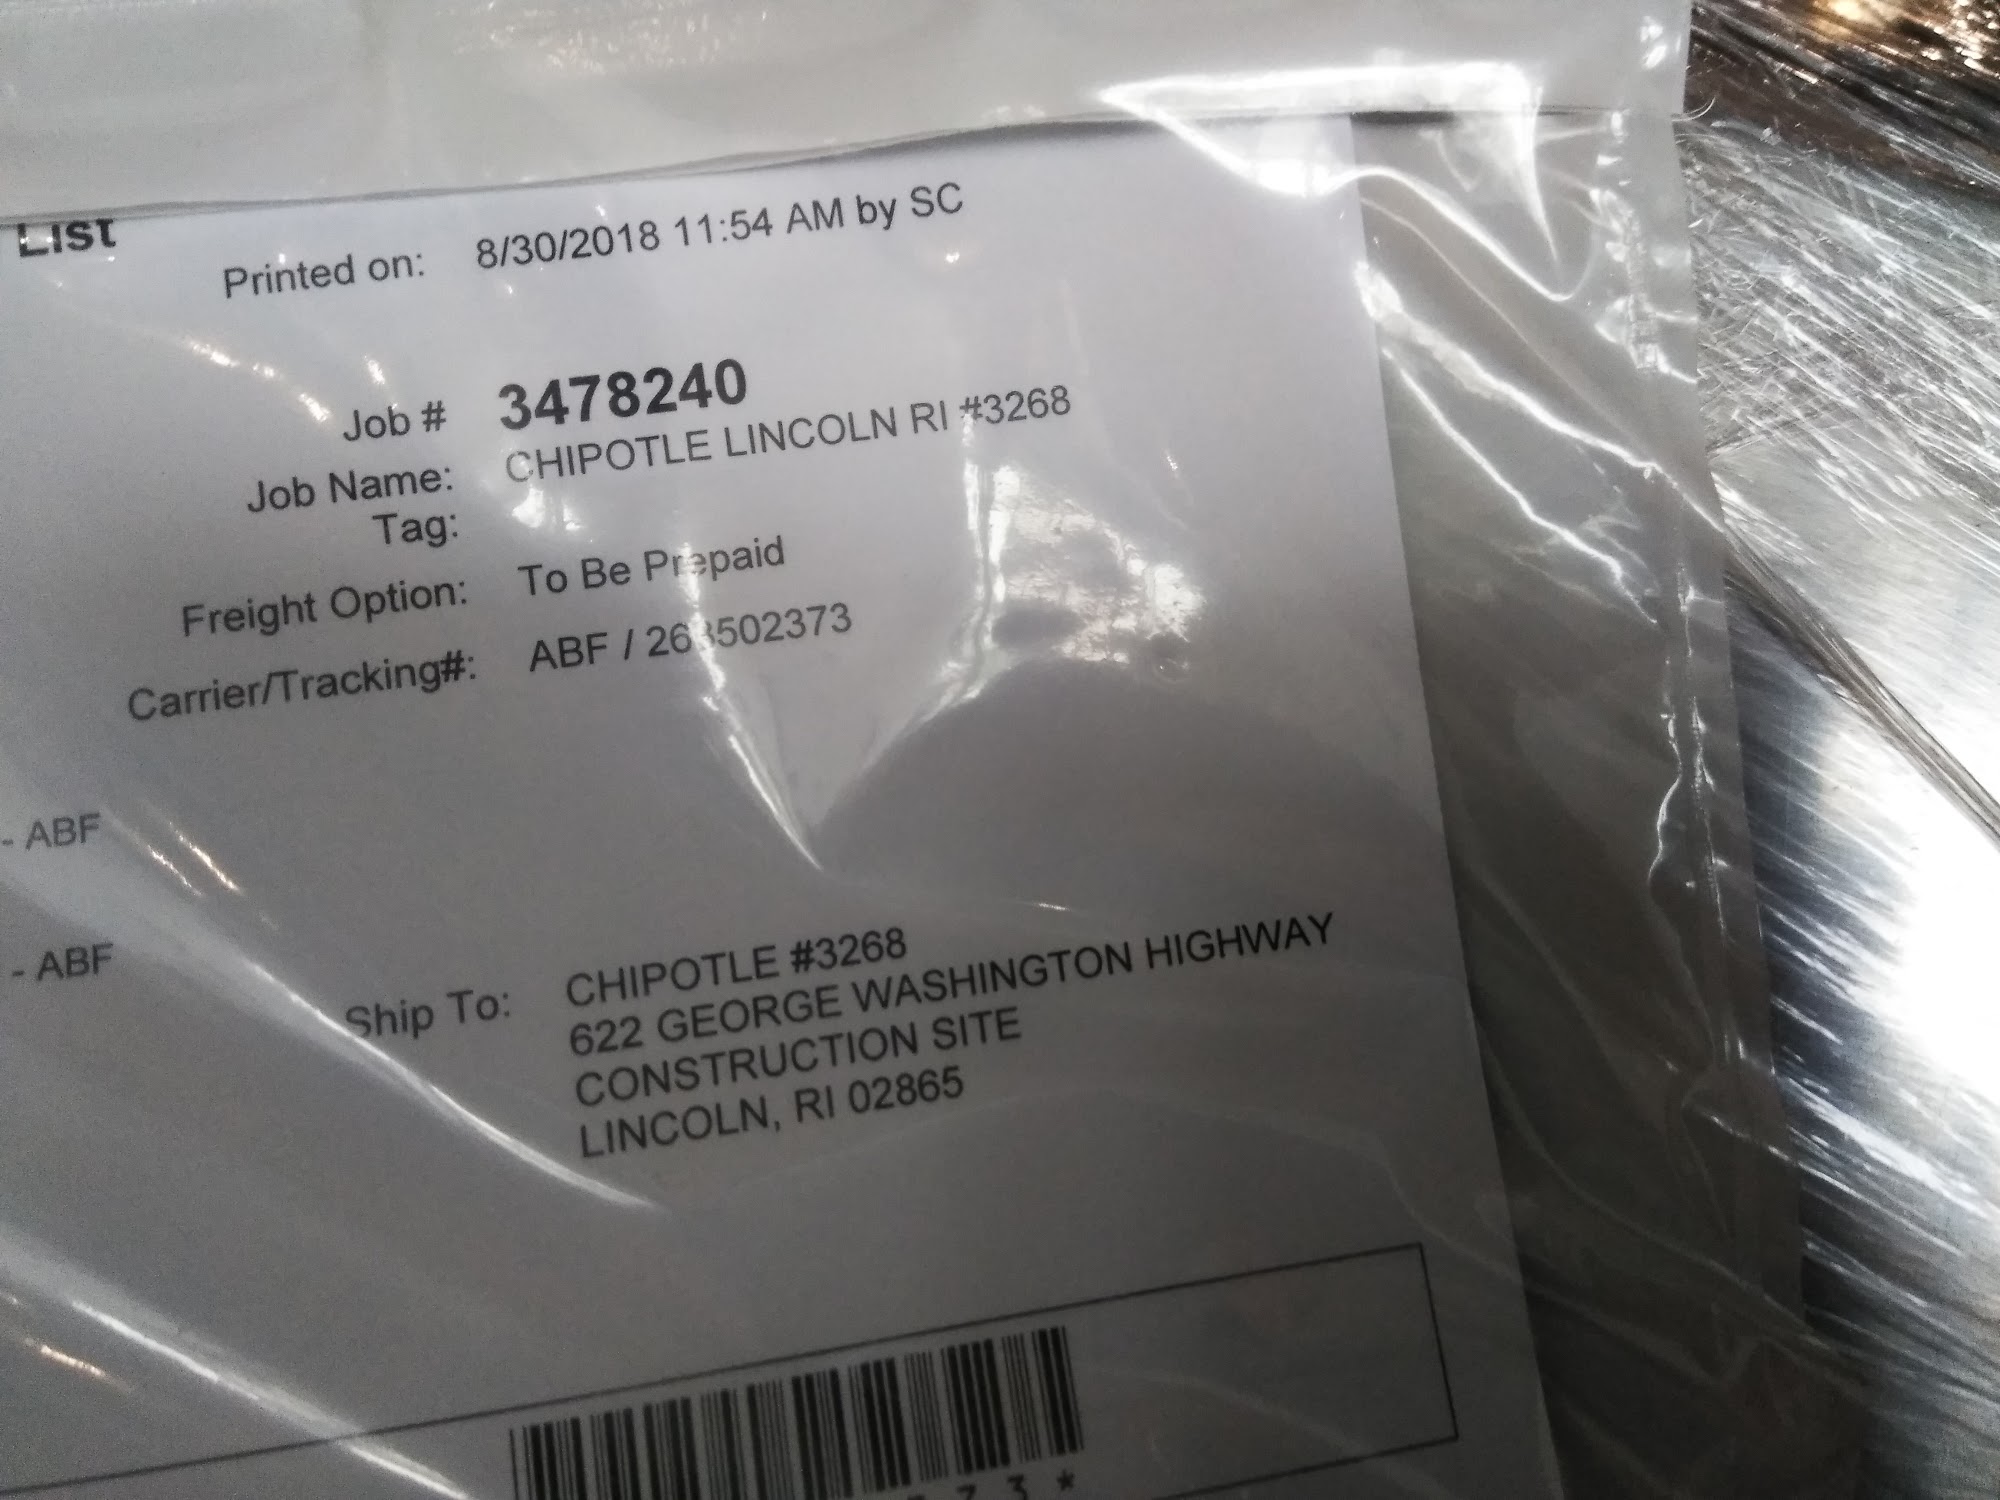 List
Printed on: 8/30/2018 11:54 AM by SC
Job # 3478240
Job Name: CHIPOTLE LINCOLN RI #3268
Tag:
Freight Option: To Be Prepaid
Carrier/Tracking#: ABF /
- ABF
- ABF
Ship To: CHIPOTLE #3268
622 GEORGE WASHINGTON HIGHWAY
CONSTRUCTION SITE
LINCOLN, RI 02865
7 3 *